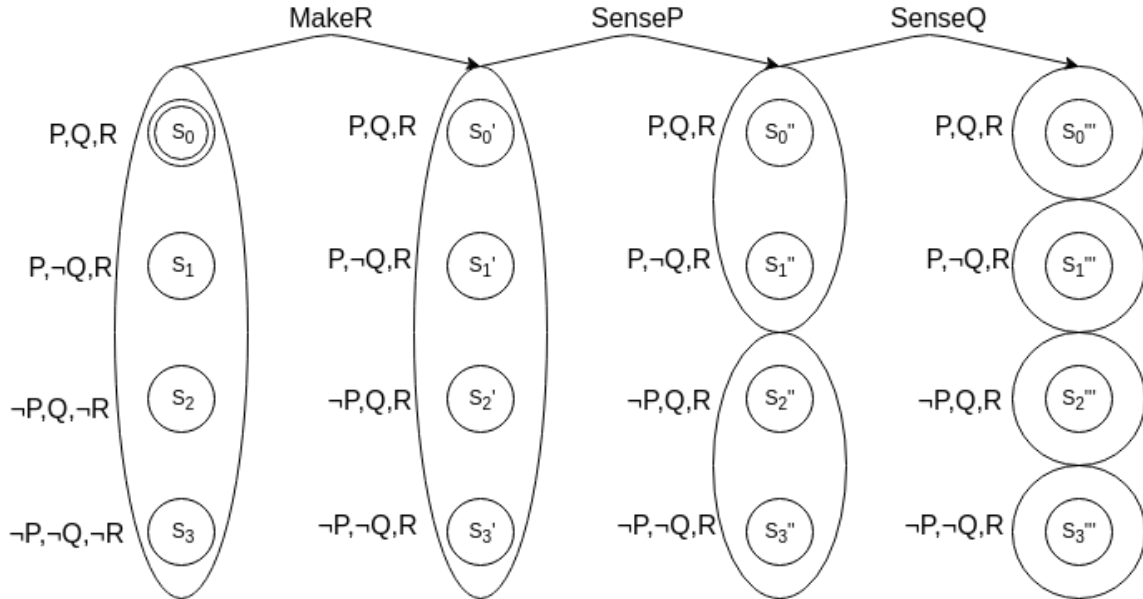 MakeR SenseP SenseQ
P,Q,R S₀ P,Q,R S₀' P,Q,R S₀'' P,Q,R S₀'''
P,¬Q,R S₁ P,¬Q,R S₁' P,¬Q,R S₁'' P,¬Q,R S₁'''
¬P,Q,¬R S₂ ¬P,Q,R S₂' ¬P,Q,R S₂'' ¬P,Q,R S₂'''
¬P,¬Q,¬R S₃ ¬P,¬Q,R S₃' ¬P,¬Q,R S₃'' ¬P,¬Q,R S₃'''